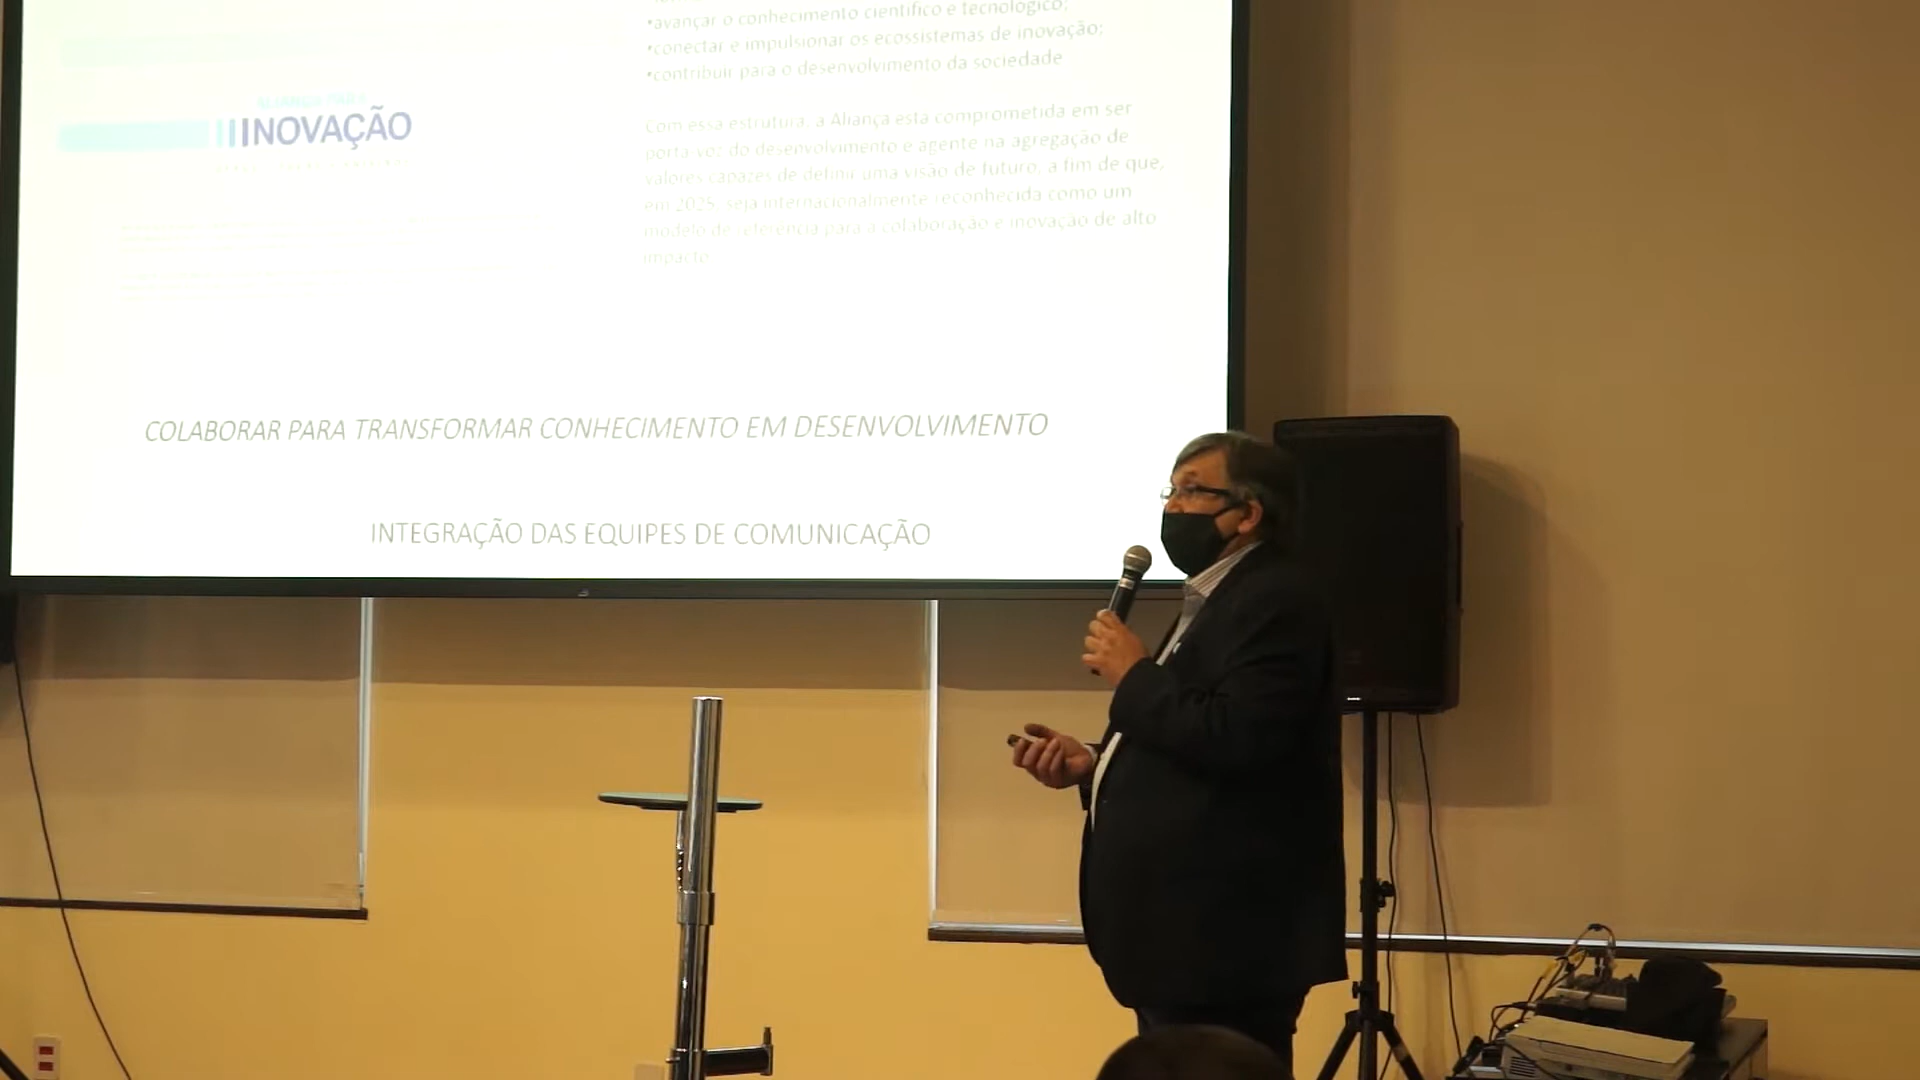 ALIANÇA PARA
INOVAÇÃO
•avançar o conhecimento científico e tecnológico;
•conectar e impulsionar os ecossistemas de inovação;
•contribuir para o desenvolvimento da sociedade
Com essa estrutura, a Aliança está comprometida em ser
porta-voz do desenvolvimento e agente na agregação de
valores capazes de definir uma visão de futuro, a fim de que,
em 2025, seja internacionalmente reconhecida como um
modelo de referência para a colaboração e inovação de alto
impacto.
COLABORAR PARA TRANSFORMAR CONHECIMENTO EM DESENVOLVIMENTO
INTEGRAÇÃO DAS EQUIPES DE COMUNICAÇÃO